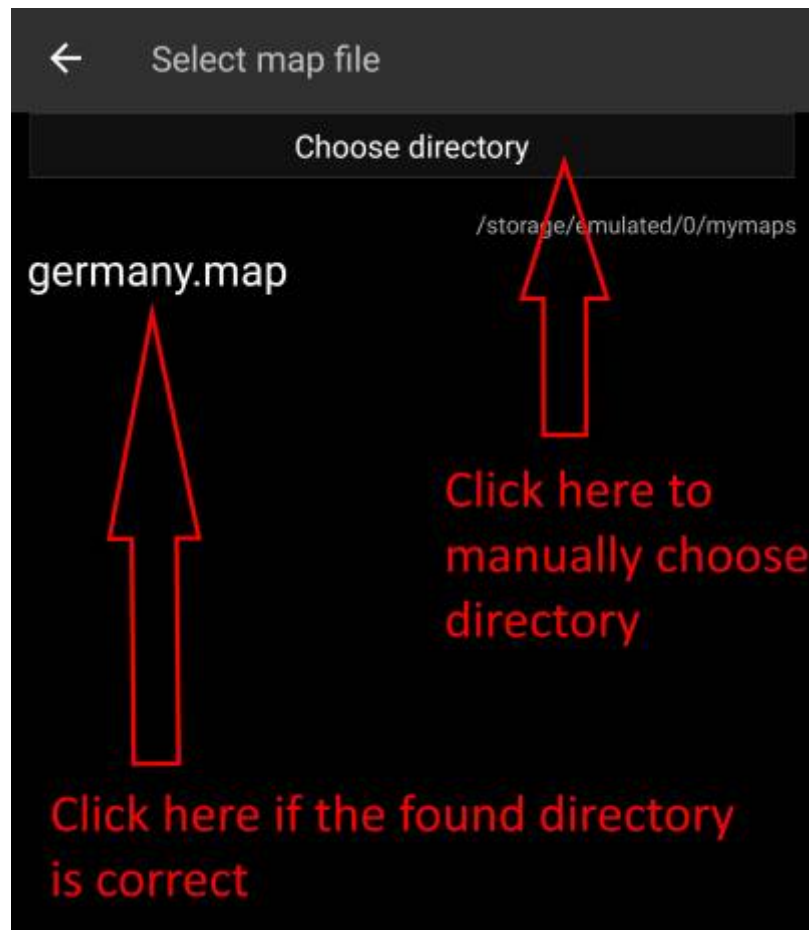 Select map file
Choose directory
/storage/emulated/0/mymaps
germany.map
Click here to
manually choose
directory
Click here if the found directory
is correct